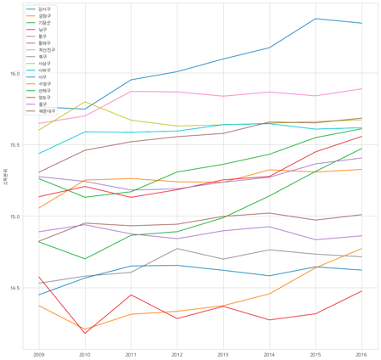 강서구
금정구
기장군
남구
동구
동래구
부산진구
북구
사상구
사하구
서구
수영구
연제구
영도구
중구
해운대구
16.0
15.5
15.0
14.5
2009
2010
2011
2012
2013
2014
2015
2016